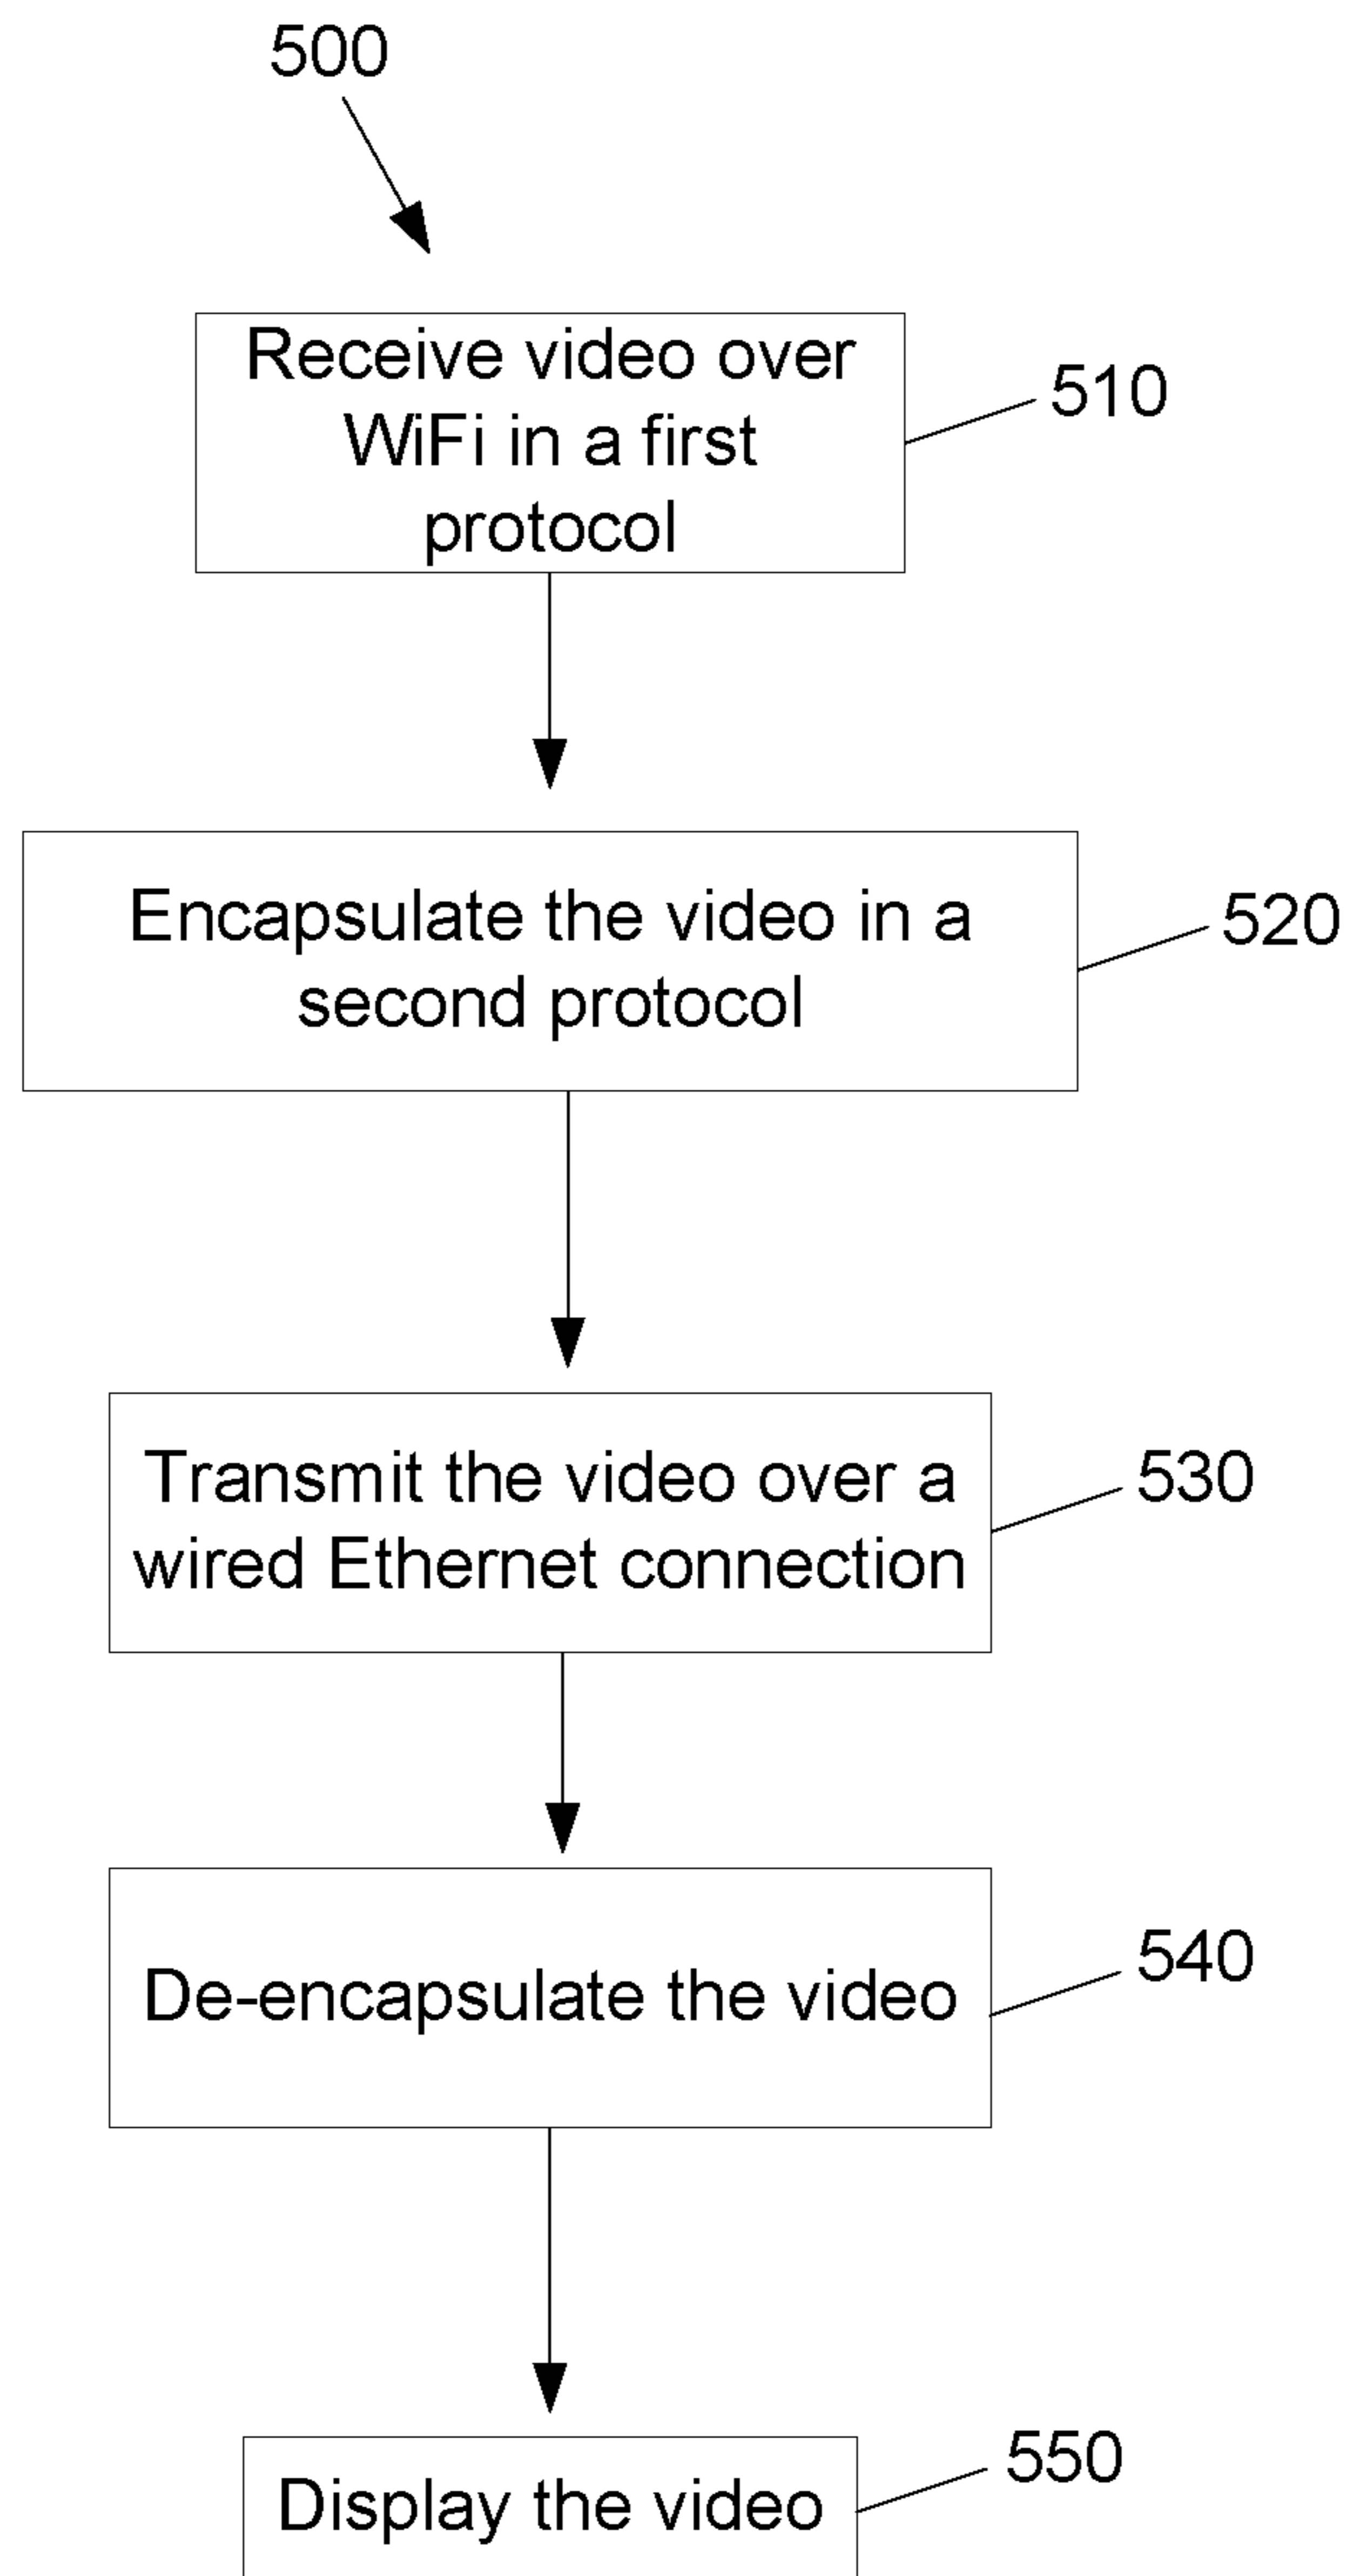 500
Receive video over
WiFi in a first
protocol
510
Encapsulate the video in a
second protocol
520
Transmit the video over a
wired Ethernet connection
530
De-encapsulate the video
540
Display the video
550